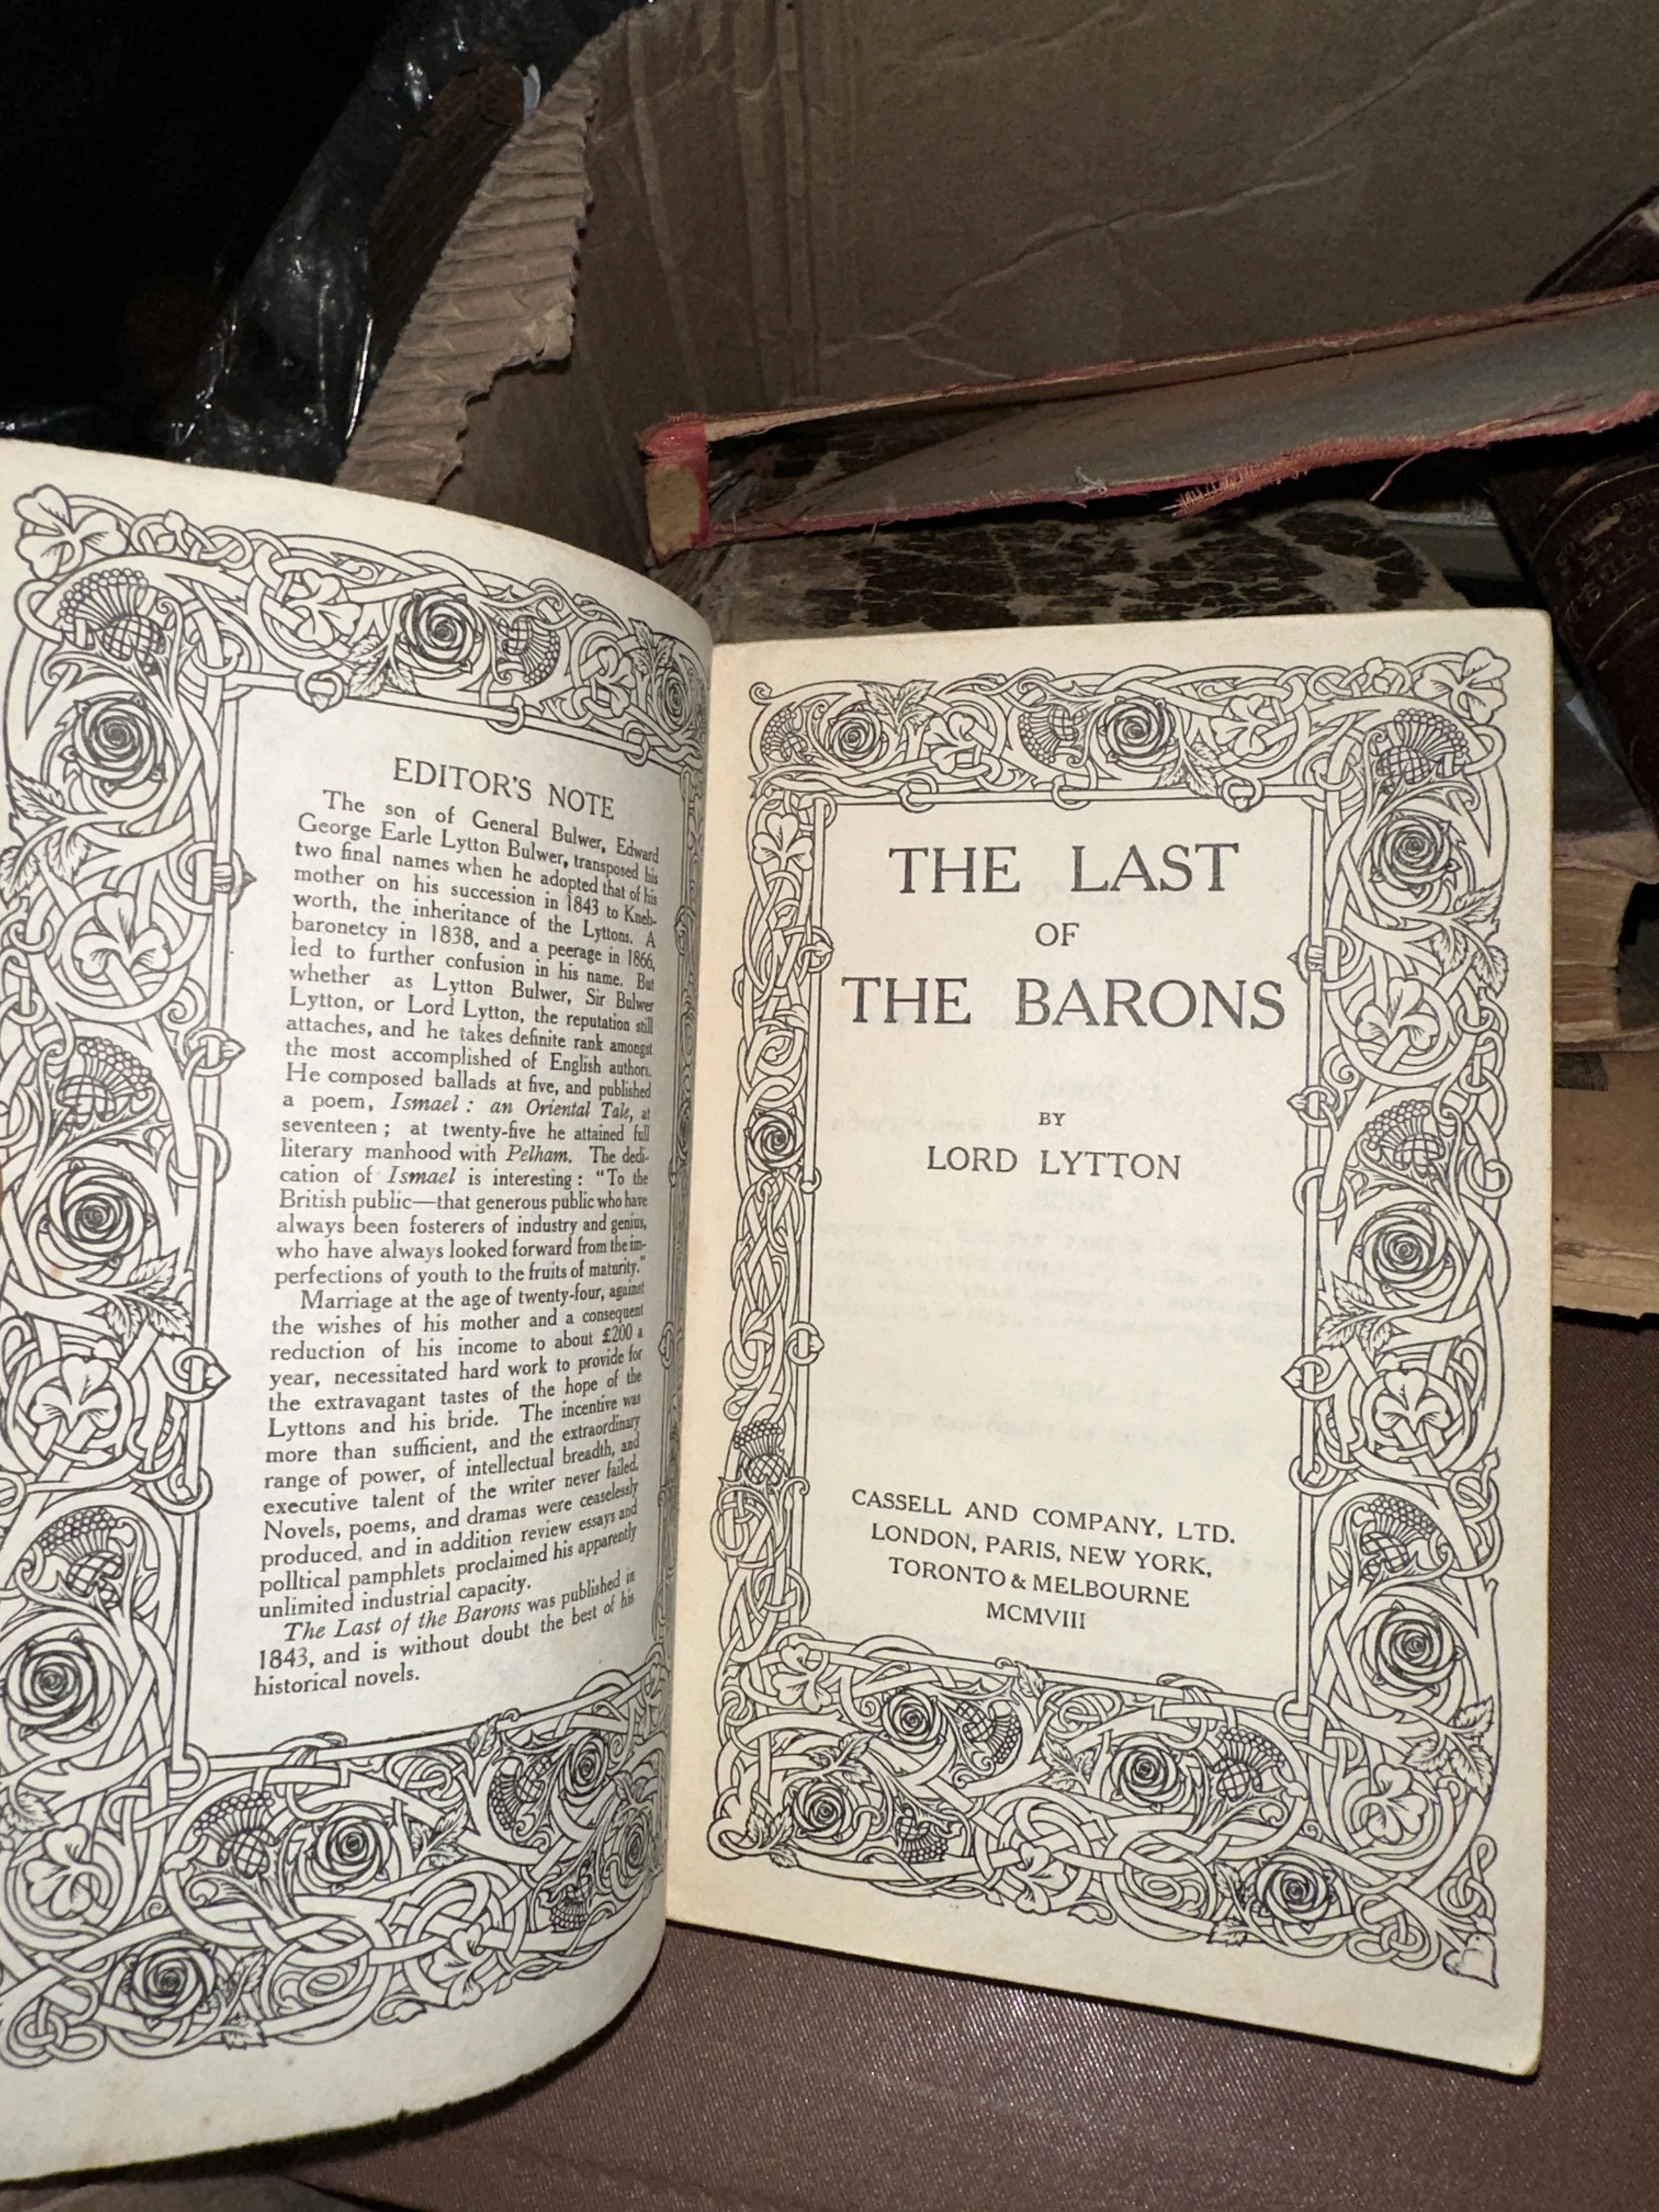 EDITOR'S NOTE
The son of General Bulwer, Edward
George Earle Lytton Bulwer, transposed his
two final names when he adopted that of his
mother on his succession in 1843 to Kneb-
worth, the inheritance of the Lyttons. A
baronetcy in 1838, and a peerage in 1866,
led to further confusion in his name. But
whether as Lytton Bulwer, Sir Bulwer
Lytton, or Lord Lytton, the reputation still
attaches, and he takes definite rank amongst
the most accomplished of English authors.
He composed ballads at five, and published
a poem, Ismael: an Oriental Tale, at
seventeen; at twenty-five he attained full
literary manhood with Pelham. The dedi-
cation of Ismael is interesting: "To the
British public—that generous public who have
always been fosterers of industry and genius,
who have always looked forward from the im-
perfections of youth to the fruits of maturity."
Marriage at the age of twenty-four, against
the wishes of his mother and a consequent
reduction of his income to about £200 a
year, necessitated hard work to provide for
the extravagant tastes of the hope of the
Lyttons and his bride. The incentive was
more than sufficient, and the extraordinary
range of power, of intellectual breadth, and
executive talent of the writer never failed.
Novels, poems, and dramas were ceaselessly
produced, and in addition review essays and
polltical pamphlets proclaimed his apparently
unlimited industrial capacity.
The Last of the Barons was published in
1843, and is without doubt the best of his
historical novels.
THE LAST
OF
THE BARONS
BY
LORD LYTTON
CASSELL AND COMPANY, LTD.
LONDON, PARIS, NEW YORK,
TORONTO & MELBOURNE
MCMVIII